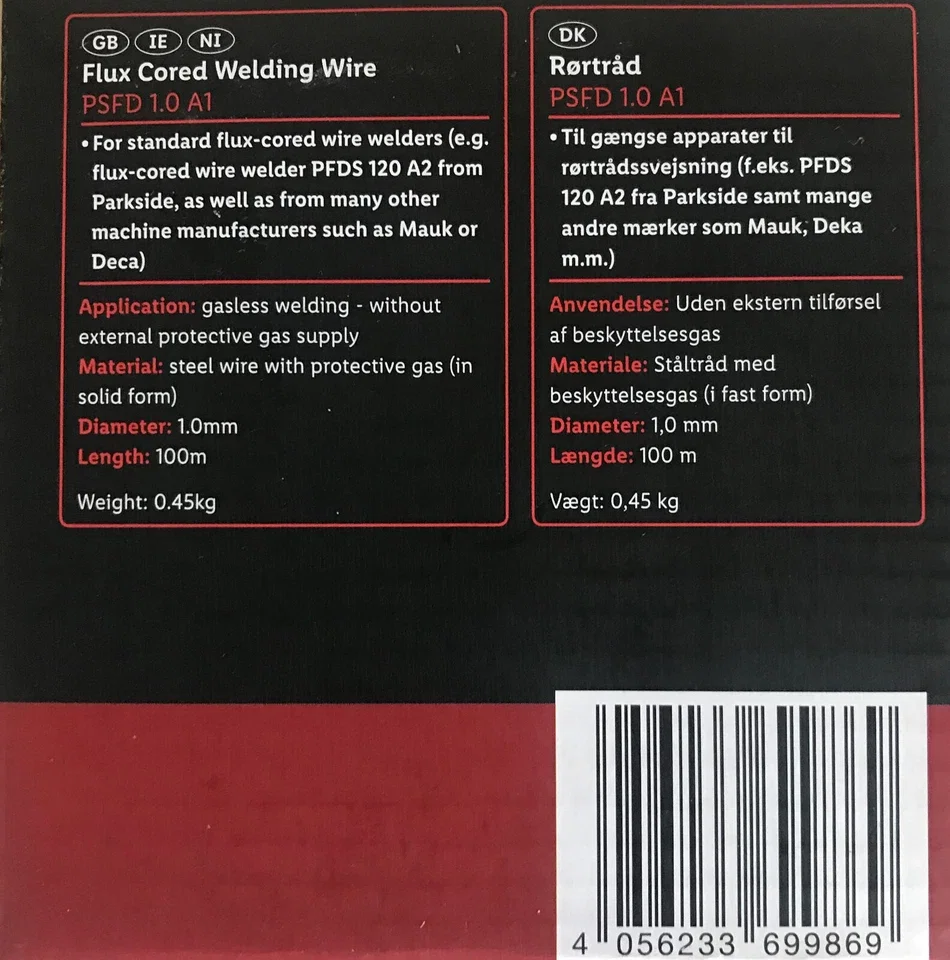 GB IE NI
Flux Cored Welding Wire
PSFD 1.0 A1
• For standard flux-cored wire welders (e.g.
flux-cored wire welder PFDS 120 A2 from
Parkside, as well as from many other
machine manufacturers such as Mauk or
Deca)
Application: gasless welding - without
external protective gas supply
Material: steel wire with protective gas (in
solid form)
Diameter: 1.0mm
Length: 100m
Weight: 0.45kg
DK
Rørtråd
PSFD 1.0 A1
• Til gængse apparater til
rørtrådssvejsning (f.eks. PFDS
120 A2 fra Parkside samt mange
andre mærker som Mauk, Deka
m.m.)
Anvendelse: Uden ekstern tilførsel
af beskyttelsesgas
Materiale: Ståltråd med
beskyttelsesgas (i fast form)
Diameter: 1,0 mm
Længde: 100 m
Vægt: 0,45 kg
4 056233 699869